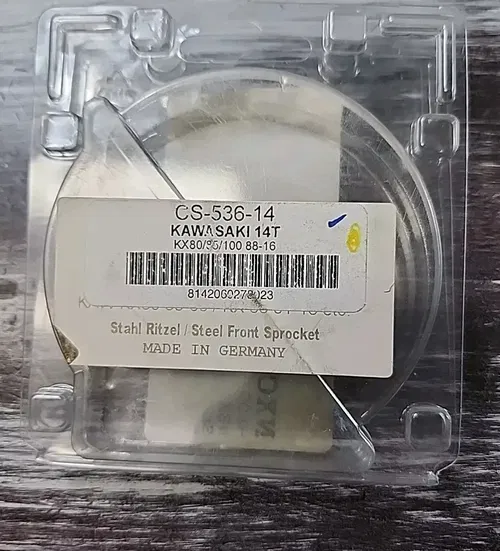 CS-536-14
KAWASAKI 14T
KX80/85/100 88-16
8142060278023
Stahl Ritzel / Steel Front Sprocket
MADE IN GERMANY